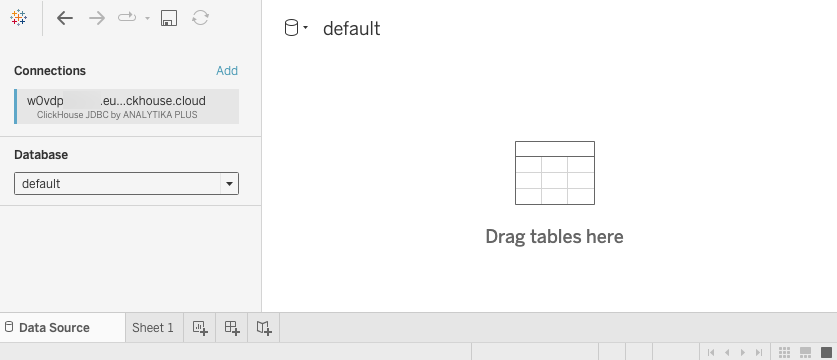 default
Connections
Add
w0vdp .eu...ckhouse.cloud
ClickHouse JDBC by ANALYTIKA PLUS
Database
default
Drag tables here
Data Source
Sheet 1